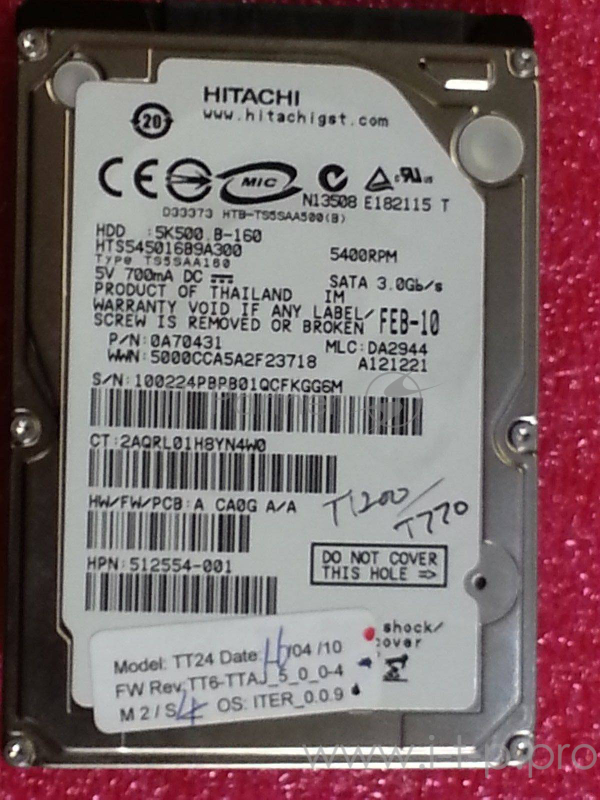 HITACHI
www.hitachigst.com
20
CE MIC
N13508 E182115 T
D33373 HTB-TS5SAA500(B)
HDD :5K500.B-160
HTS545016B9A300 5400RPM
Type TS5SAA160
5V 700mA DC SATA 3.0Gb/s
PRODUCT OF THAILAND IM
WARRANTY VOID IF ANY LABEL/
SCREW IS REMOVED OR BROKEN FEB-10
P/N:0A70431 MLC:DA2944
WWN:5000CCA5A2F23718 A121221
S/N:100224PBPB01QCFKGG6M
CT:2AQRL01H8YN4W0
HW/FW/PCB:A CA0G A/A
T1200/
T770
HPN:512554-001
DO NOT COVER
THIS HOLE =>
shock/
cover
Model: TT24 Date: /04 /10
FW Rev:TT6-TTAJ_5_0_0-4
M 2 / S4 OS: ITER_0.0.9